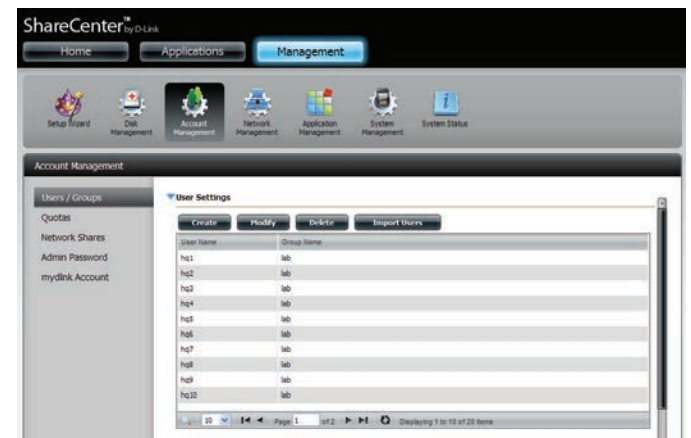 ShareCenter™ by D-Link
Home Applications Management
Setup Wizard Disk Management Account Management Network Management Application Management System Management System Status
Account Management
Users / Groups
Quotas
Network Shares
Admin Password
mydlink Account
User Settings
Create Modify Delete Import Users
User Name Group Name
hq1 lab
hq2 lab
hq3 lab
hq4 lab
hq5 lab
hq6 lab
hq7 lab
hq8 lab
hq9 lab
hq10 lab
10 Page 1 of 2 Displaying 1 to 10 of 20 items